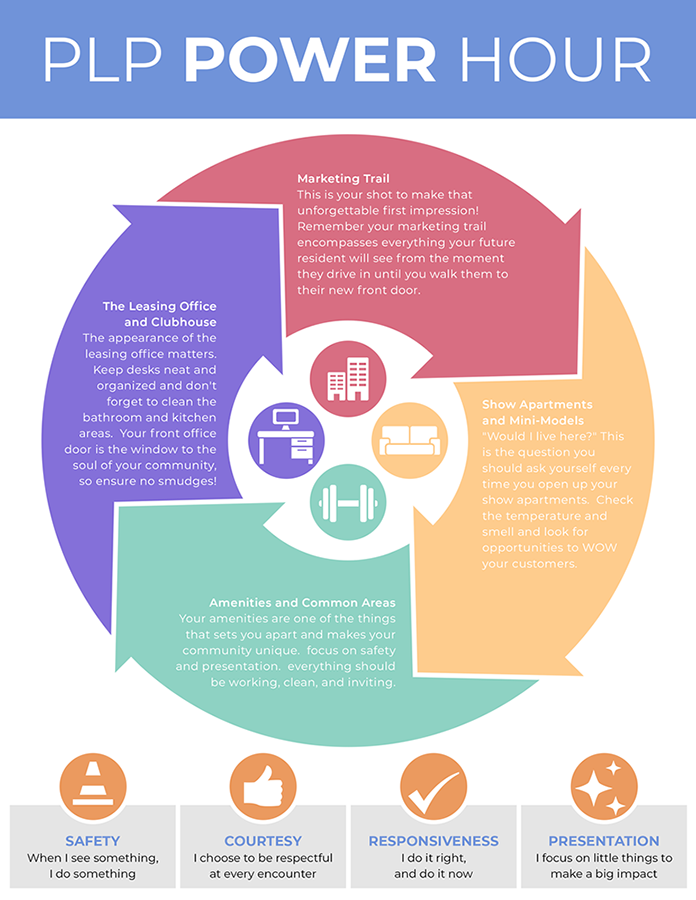 PLP POWER HOUR
Marketing Trail
This is your shot to make that
unforgettable first impression!
Remember your marketing trail
encompasses everything your future
resident will see from the moment
they drive in until you walk them to
their new front door.
The Leasing Office
and Clubhouse
The appearance of the
leasing office matters.
Keep desks neat and
organized and don't
forget to clean the
bathroom and kitchen
areas. Your front office
door is the window to the
soul of your community,
so ensure no smudges!
Show Apartments
and Mini-Models
"Would I live here?" This
is the question you
should ask yourself every
time you open up your
show apartments. Check
the temperature and
smell and look for
opportunities to WOW
your customers.
Amenities and Common Areas
Your amenities are one of the things
that sets you apart and makes your
community unique. focus on safety
and presentation. everything should
be working, clean, and inviting.
SAFETY
When I see something,
I do something
COURTESY
I choose to be respectful
at every encounter
RESPONSIVENESS
I do it right,
and do it now
PRESENTATION
I focus on little things to
make a big impact